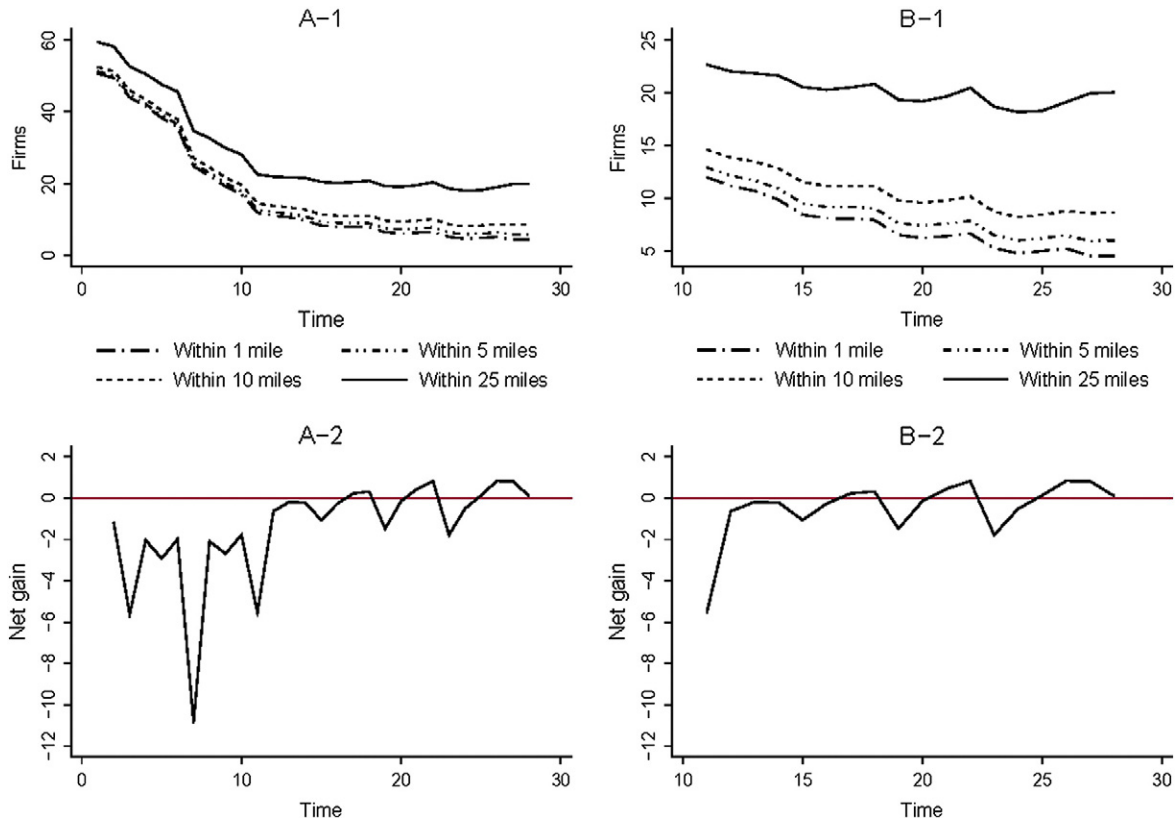 A-1
Firms
60
40
20
0
0 10 20 30
Time
Within 1 mile Within 5 miles
Within 10 miles Within 25 miles
B-1
Firms
25
20
15
10
5
10 15 20 25 30
Time
Within 1 mile Within 5 miles
Within 10 miles Within 25 miles
A-2
Net gain
2
0
-2
-4
-6
-8
-10
-12
0 10 20 30
Time
B-2
Net gain
2
0
-2
-4
-6
-8
-10
-12
10 15 20 25 30
Time